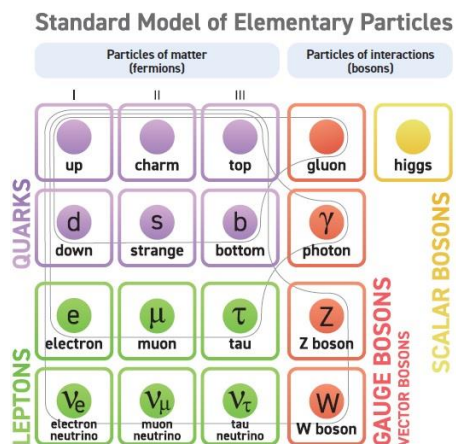 Standard Model of Elementary Particles
Particles of matter
(fermions)
Particles of interactions
(bosons)
I
II
III
up
charm
top
gluon
higgs
d
down
s
strange
b
bottom
γ
photon
e
electron
μ
muon
τ
tau
Z
Z boson
νe
electron
neutrino
νμ
muon
neutrino
ντ
tau
neutrino
W
W boson
QUARKS
LEPTONS
GAUGE BOSONS
ECTOR BOSONS
SCALAR BOSONS